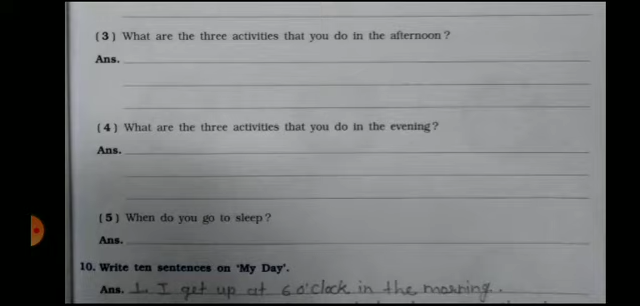 (3) What are the three activities that you do in the afternoon?
Ans.
(4) What are the three activities that you do in the evening?
Ans.
(5) When do you go to sleep?
Ans.
10. Write ten sentences on 'My Day'.
Ans. 1. I get up at 6 o'clock in the morning.